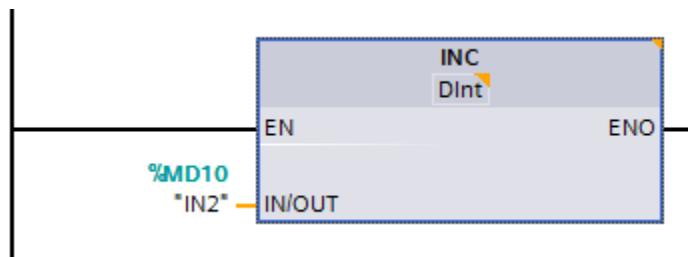 INC
DInt
EN ENO
%MD10
"IN2" IN/OUT